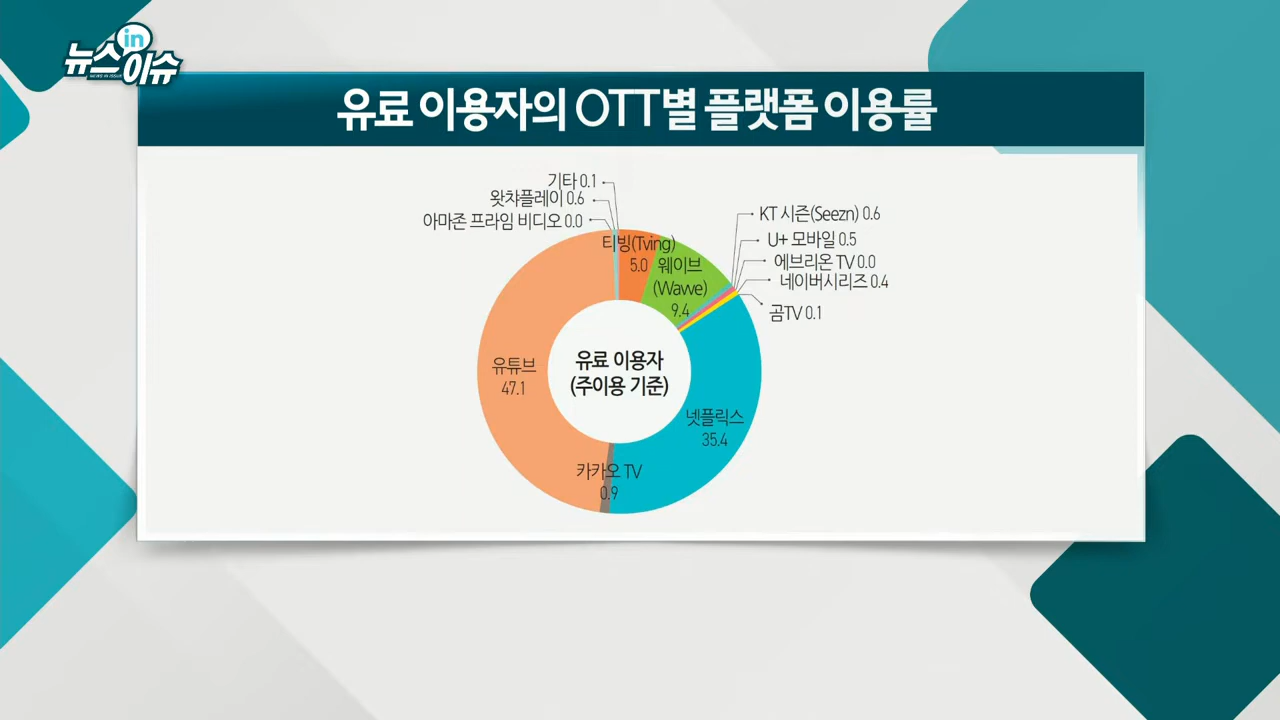 뉴스 in 이슈
NEWS IN ISSUE
유료 이용자의 OTT별 플랫폼 이용률
기타 0.1
왓챠플레이 0.6
아마존 프라임 비디오 0.0
KT 시즌(Seezn) 0.6
U+ 모바일 0.5
에브리온 TV 0.0
네이버시리즈 0.4
곰TV 0.1
티빙(Tving)
5.0
웨이브
(Wavve)
9.4
유료 이용자
(주이용 기준)
유튜브
47.1
넷플릭스
35.4
카카오 TV
0.9